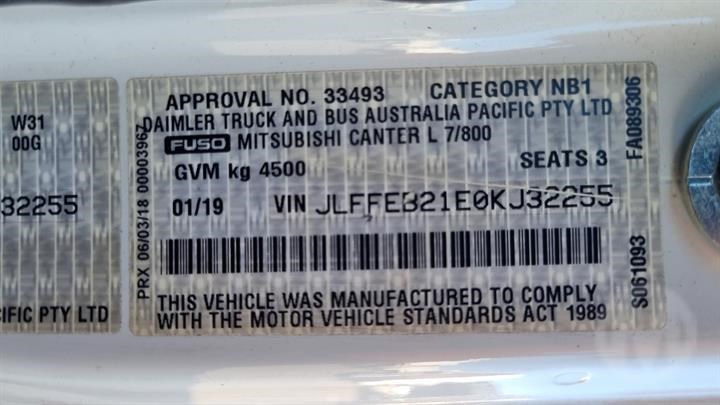 W31
00G
32255
IFIC PTY LTD
PRX 06/03/18 00003967
APPROVAL NO. 33493 CATEGORY NB1
DAIMLER TRUCK AND BUS AUSTRALIA PACIFIC PTY LTD
FUSO MITSUBISHI CANTER L 7/800
GVM kg 4500 SEATS 3
01/19 VIN JLFFEB21E0KJ32255
THIS VEHICLE WAS MANUFACTURED TO COMPLY
WITH THE MOTOR VEHICLE STANDARDS ACT 1989
FA089306
S061093